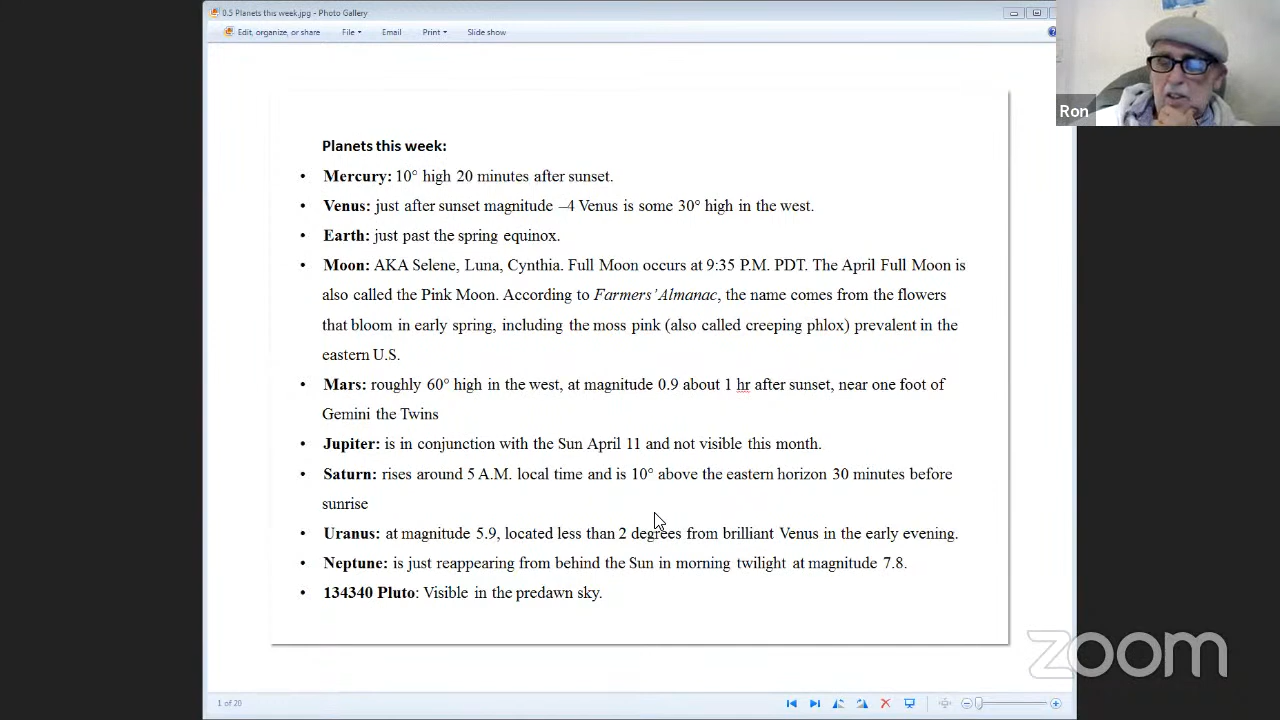 0.5 Planets this week.jpg - Photo Gallery
Edit, organize, or share File Email Print Slide show
Ron
Planets this week:
• Mercury: 10° high 20 minutes after sunset.
• Venus: just after sunset magnitude –4 Venus is some 30° high in the west.
• Earth: just past the spring equinox.
• Moon: AKA Selene, Luna, Cynthia. Full Moon occurs at 9:35 P.M. PDT. The April Full Moon is
also called the Pink Moon. According to Farmers' Almanac, the name comes from the flowers
that bloom in early spring, including the moss pink (also called creeping phlox) prevalent in the
eastern U.S.
• Mars: roughly 60° high in the west, at magnitude 0.9 about 1 hr after sunset, near one foot of
Gemini the Twins
• Jupiter: is in conjunction with the Sun April 11 and not visible this month.
• Saturn: rises around 5 A.M. local time and is 10° above the eastern horizon 30 minutes before
sunrise
• Uranus: at magnitude 5.9, located less than 2 degrees from brilliant Venus in the early evening.
• Neptune: is just reappearing from behind the Sun in morning twilight at magnitude 7.8.
• 134340 Pluto: Visible in the predawn sky.
zoom
1 of 20